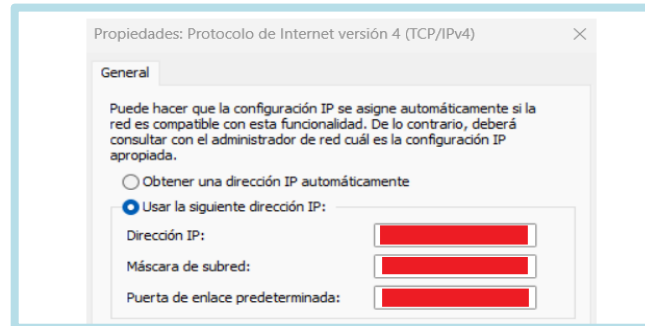 Propiedades: Protocolo de Internet versión 4 (TCP/IPv4)
General
Puede hacer que la configuración IP se asigne automáticamente si la
red es compatible con esta funcionalidad. De lo contrario, deberá
consultar con el administrador de red cuál es la configuración IP
apropiada.
Obtener una dirección IP automáticamente
Usar la siguiente dirección IP:
Dirección IP:
Máscara de subred:
Puerta de enlace predeterminada: